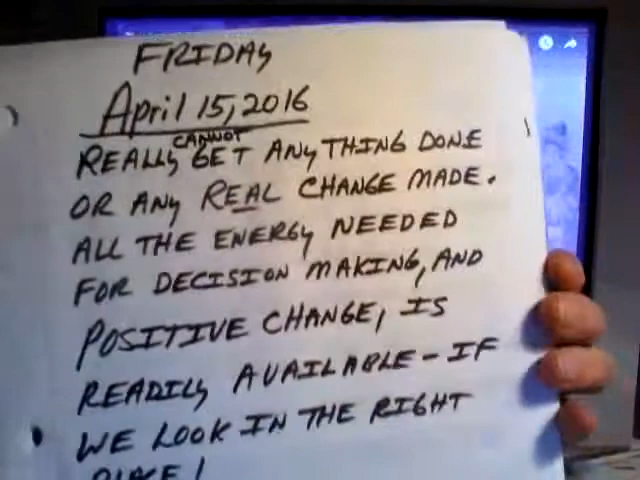 FRIDAY
April 15, 2016
CANNOT
REALLY GET ANYTHING DONE
OR ANY REAL CHANGE MADE.
ALL THE ENERGY NEEDED
FOR DECISION MAKING, AND
POSITIVE CHANGE, IS
READILY AVAILABLE - IF
WE LOOK IN THE RIGHT
PLACE!